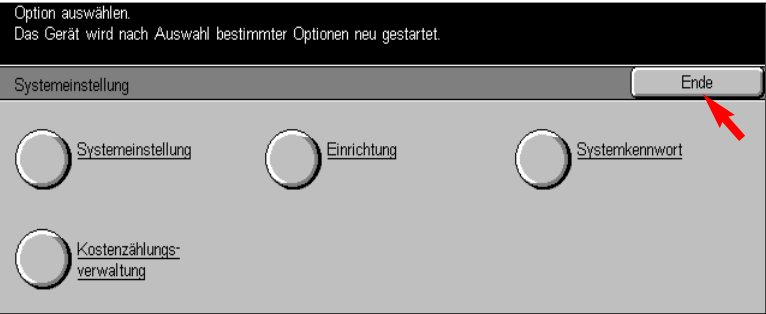 Option auswählen.
Das Gerät wird nach Auswahl bestimmter Optionen neu gestartet.
Systemeinstellung
Ende
Systemeinstellung
Einrichtung
Systemkennwort
Kostenzählungs-
verwaltung